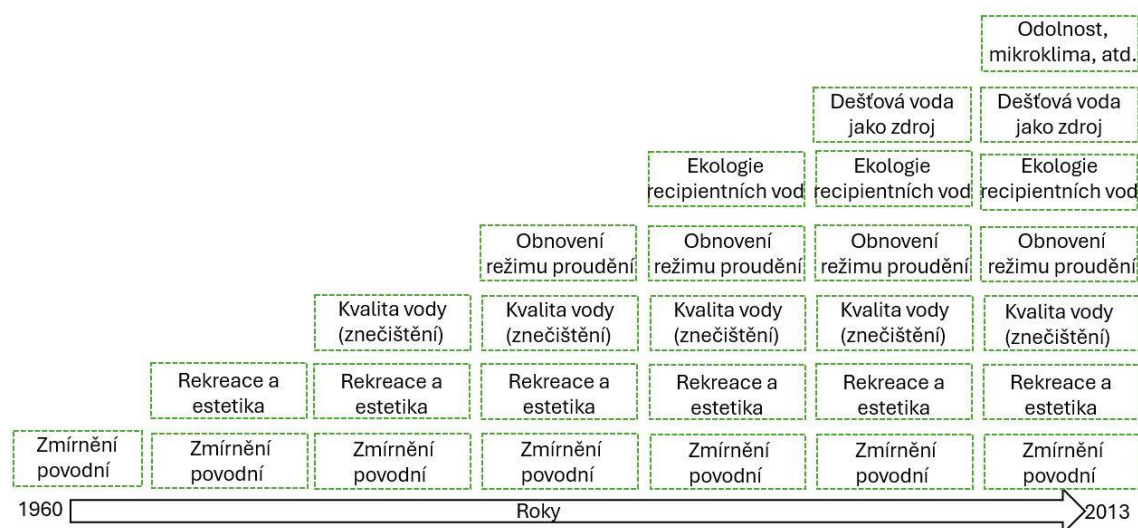 Odolnost,
mikroklima, atd.
Dešťová voda
jako zdroj
Dešťová voda
jako zdroj
Ekologie
recipientních vod
Ekologie
recipientních vod
Ekologie
recipientních vod
Obnovení
režimu proudění
Obnovení
režimu proudění
Obnovení
režimu proudění
Obnovení
režimu proudění
Kvalita vody
(znečištění)
Kvalita vody
(znečištění)
Kvalita vody
(znečištění)
Kvalita vody
(znečištění)
Kvalita vody
(znečištění)
Rekreace a
estetika
Rekreace a
estetika
Rekreace a
estetika
Rekreace a
estetika
Rekreace a
estetika
Rekreace a
estetika
Zmírnění
povodní
Zmírnění
povodní
Zmírnění
povodní
Zmírnění
povodní
Zmírnění
povodní
Zmírnění
povodní
Zmírnění
povodní
1960
Roky
2013